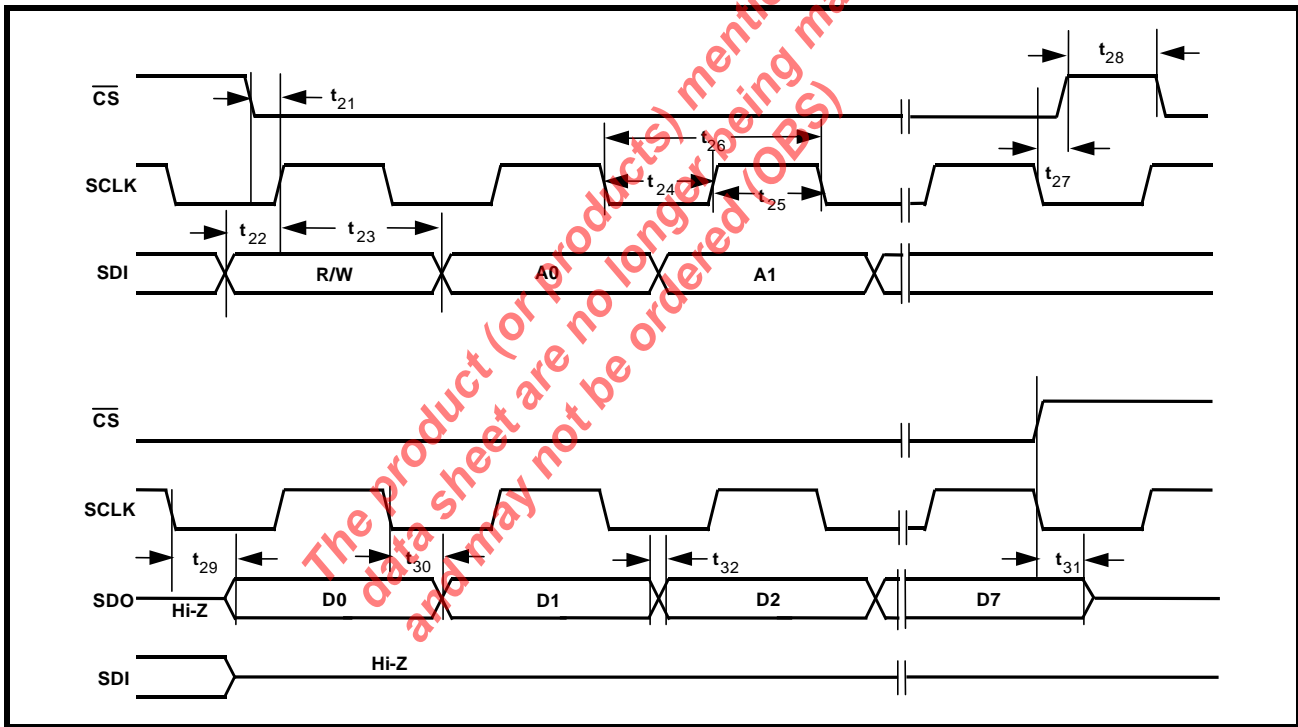 t28
CS
t21
t26
SCLK
t24
t25
t27
t22
t23
SDI
R/W
A0
A1
The product (or products) mentio
data sheet are no longer being ma
and may not be ordered (OBS)
CS
SCLK
t29
t30
t32
t31
SDO
Hi-Z
D0
D1
D2
D7
SDI
Hi-Z